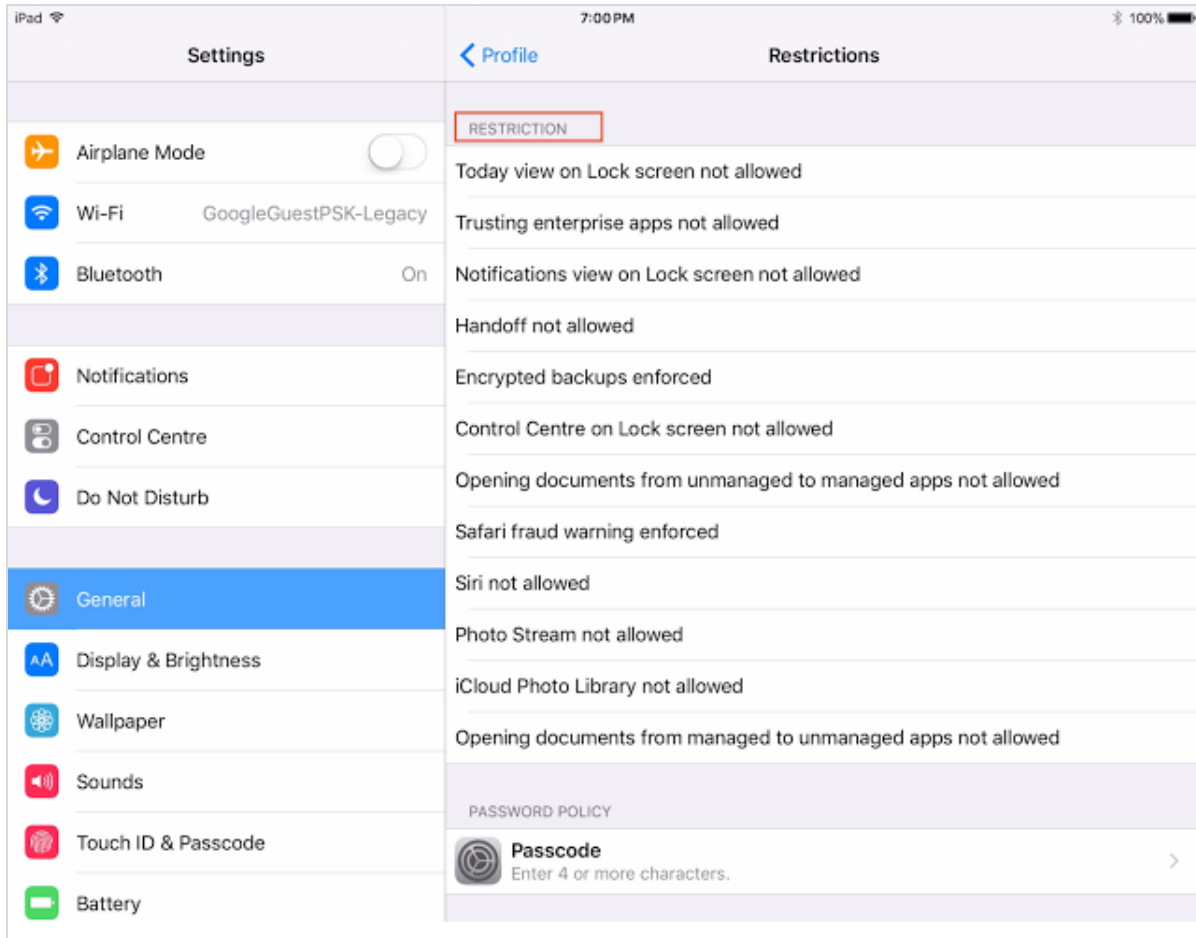 iPad 7:00 PM 100%
Settings
Airplane Mode
Wi-Fi GoogleGuestPSK-Legacy
Bluetooth On
Notifications
Control Centre
Do Not Disturb
General
AA Display & Brightness
Wallpaper
Sounds
Touch ID & Passcode
Battery
Profile Restrictions
RESTRICTION
Today view on Lock screen not allowed
Trusting enterprise apps not allowed
Notifications view on Lock screen not allowed
Handoff not allowed
Encrypted backups enforced
Control Centre on Lock screen not allowed
Opening documents from unmanaged to managed apps not allowed
Safari fraud warning enforced
Siri not allowed
Photo Stream not allowed
iCloud Photo Library not allowed
Opening documents from managed to unmanaged apps not allowed
PASSWORD POLICY
Passcode
Enter 4 or more characters.